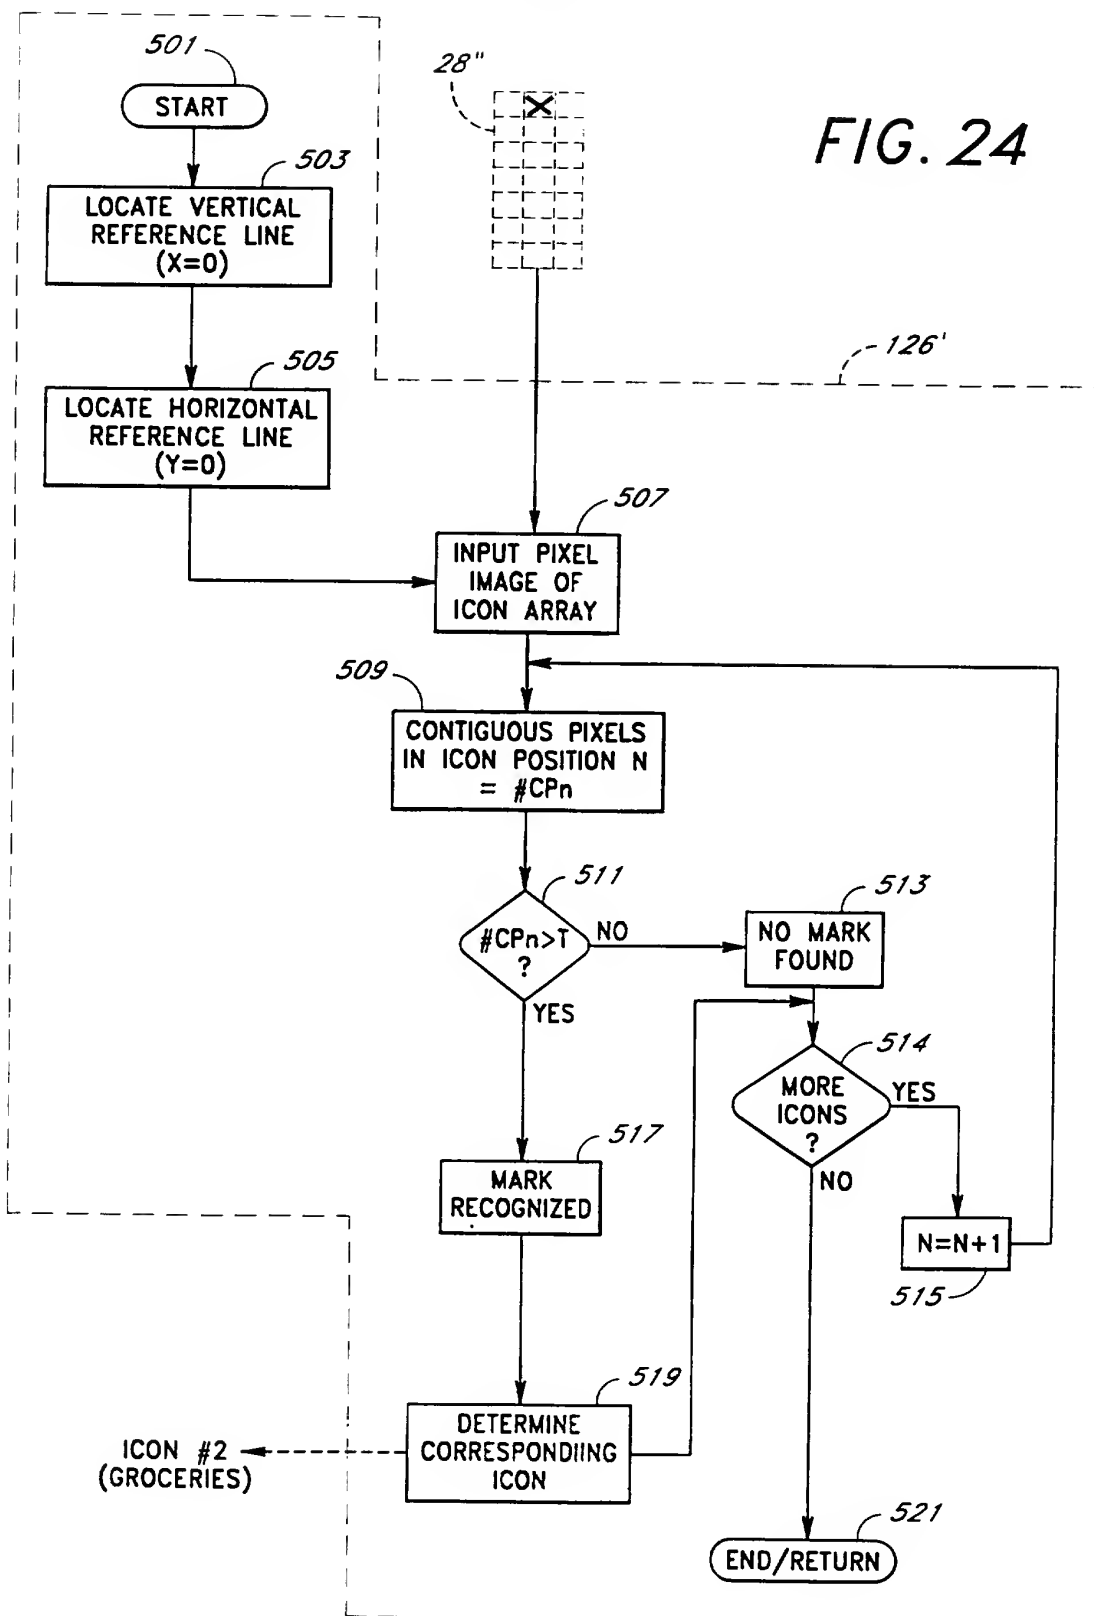 501
START
503
LOCATE VERTICAL
REFERENCE LINE
(X=0)
505
LOCATE HORIZONTAL
REFERENCE LINE
(Y=0)
28"
X
FIG. 24
126'
507
INPUT PIXEL
IMAGE OF
ICON ARRAY
509
CONTIGUOUS PIXELS
IN ICON POSITION N
= #CPn
511
#CPn>T
?
NO
YES
513
NO MARK
FOUND
514
MORE
ICONS
?
YES
NO
N=N+1
515
517
MARK
RECOGNIZED
519
DETERMINE
CORRESPONDIING
ICON
ICON #2
(GROCERIES)
521
END/RETURN